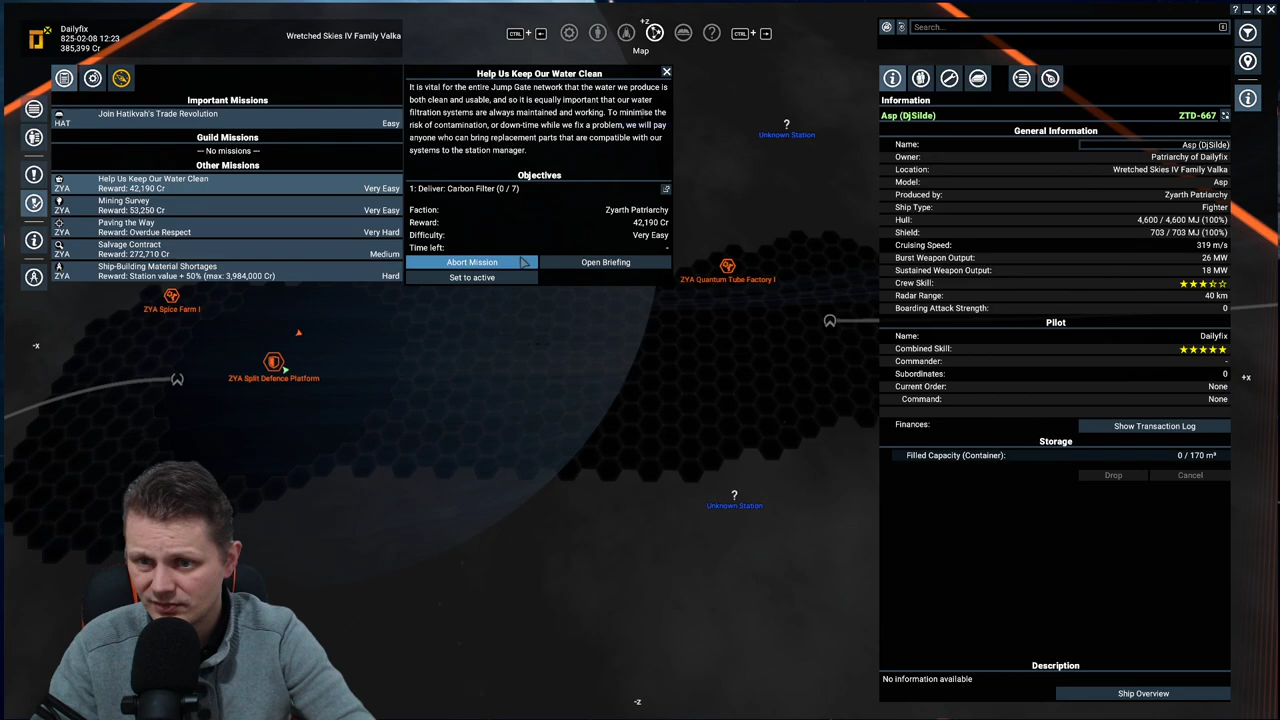 Dailyfix
825-02-08 12:23
385,399 Cr
Wretched Skies IV Family Valka
CTRL +
+z
Map
CTRL +
Search...
Important Missions
Join Hatikvah's Trade Revolution
HAT Easy
Guild Missions
--- No missions ---
Other Missions
Help Us Keep Our Water Clean
ZYA Reward: 42,190 Cr Very Easy
Mining Survey
ZYA Reward: 53,250 Cr Very Easy
Paving the Way
ZYA Reward: Overdue Respect Very Hard
Salvage Contract
ZYA Reward: 272,710 Cr Medium
Ship-Building Material Shortages
ZYA Reward: Station value + 50% (max: 3,984,000 Cr) Hard
Help Us Keep Our Water Clean
It is vital for the entire Jump Gate network that the water we produce is
both clean and usable, and so it is equally important that our water
filtration systems are always maintained and working. To minimise the
risk of contamination, or down-time while we fix a problem, we will pay
anyone who can bring replacement parts that are compatible with our
systems to the station manager.
Objectives
1: Deliver: Carbon Filter (0 / 7)
Faction: Zyarth Patriarchy
Reward: 42,190 Cr
Difficulty: Very Easy
Time left: -
Abort Mission
Open Briefing
Set to active
? Unknown Station
ZYA Quantum Tube Factory I
ZYA Spice Farm I
-x
ZYA Split Defence Platform
+x
? Unknown Station
-z
Information
Asp (DjSilde) ZTD-667
General Information
Name: Asp (DjSilde)
Owner: Patriarchy of Dailyfix
Location: Wretched Skies IV Family Valka
Model: Asp
Produced by: Zyarth Patriarchy
Ship Type: Fighter
Hull: 4,600 / 4,600 MJ (100%)
Shield: 703 / 703 MJ (100%)
Cruising Speed: 319 m/s
Burst Weapon Output: 26 MW
Sustained Weapon Output: 18 MW
Crew Skill:
Radar Range: 40 km
Boarding Attack Strength: 0
Pilot
Name: Dailyfix
Combined Skill:
Commander: -
Subordinates: 0
Current Order: None
Command: None
Finances: Show Transaction Log
Storage
Filled Capacity (Container): 0 / 170 m³
Drop
Cancel
Description
No information available
Ship Overview